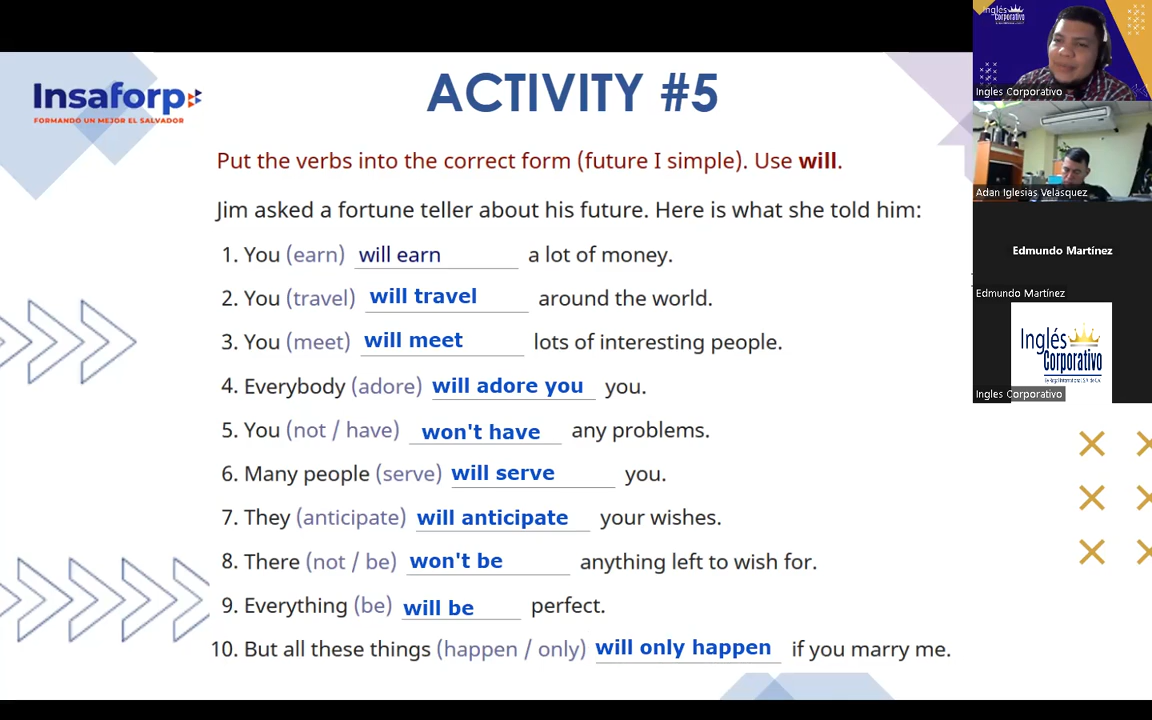 Insaforp
FORMANDO UN MEJOR EL SALVADOR
ACTIVITY #5
Put the verbs into the correct form (future I simple). Use will.
Jim asked a fortune teller about his future. Here is what she told him:
1. You (earn) will earn a lot of money.
2. You (travel) will travel around the world.
3. You (meet) will meet lots of interesting people.
4. Everybody (adore) will adore you you.
5. You (not / have) won't have any problems.
6. Many people (serve) will serve you.
7. They (anticipate) will anticipate your wishes.
8. There (not / be) won't be anything left to wish for.
9. Everything (be) will be perfect.
10. But all these things (happen / only) will only happen if you marry me.
Inglés
Corporativo
Ingles Corporativo
Adan Iglesias Velasquez
Edmundo Martínez
Edmundo Martínez
Inglés
Corporativo
Ingles Corporativo